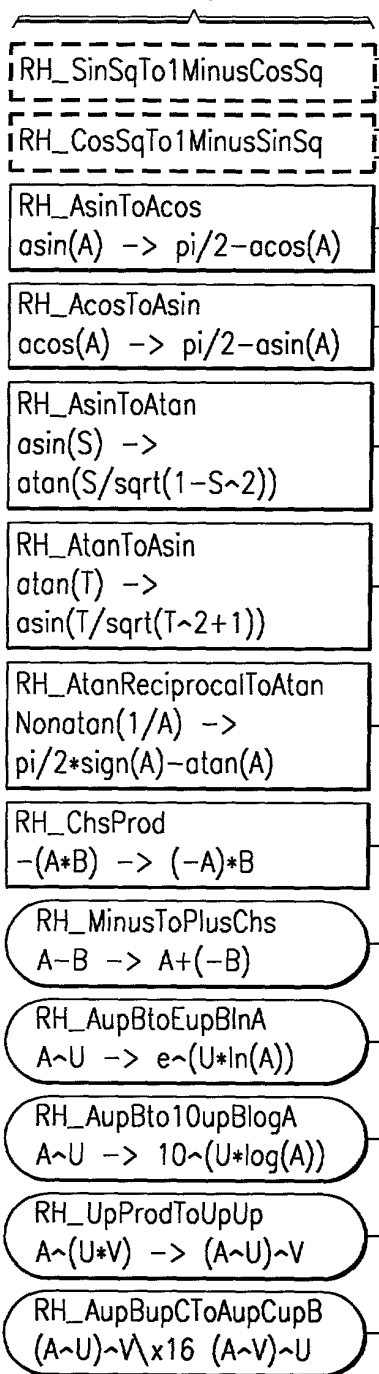 RH_SinSqTo1MinusCosSq
RH_CosSqTo1MinusSinSq
RH_AsinToAcos
asin(A) -> pi/2-acos(A)
RH_AcosToAsin
acos(A) -> pi/2-asin(A)
RH_AsinToAtan
asin(S) ->
atan(S/sqrt(1-S~2))
RH_AtanToAsin
atan(T) ->
asin(T/sqrt(T~2+1))
RH_AtanReciprocalToAtan
Nonatan(1/A) ->
pi/2*sign(A)-atan(A)
RH_ChsProd
-(A*B) -> (-A)*B
RH_MinusToPlusChs
A-B -> A+(-B)
RH_AupBtoEupBlnA
A~U -> e~(U*ln(A))
RH_AupBto10upBlogA
A~U -> 10~(U*log(A))
RH_UpProdToUpUp
A~(U*V) -> (A~U)~V
RH_AupBupCToAupCupB
(A~U)~V\x16 (A~V)~U